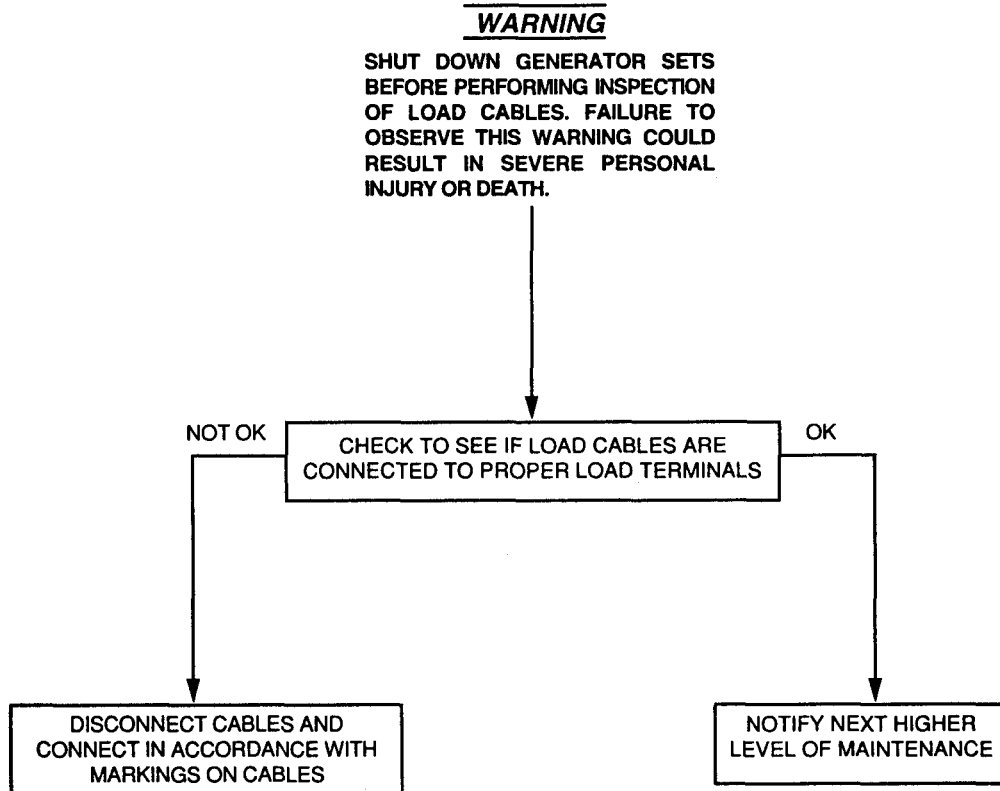 WARNING
SHUT DOWN GENERATOR SETS
BEFORE PERFORMING INSPECTION
OF LOAD CABLES. FAILURE TO
OBSERVE THIS WARNING COULD
RESULT IN SEVERE PERSONAL
INJURY OR DEATH.
NOT OK
CHECK TO SEE IF LOAD CABLES ARE
CONNECTED TO PROPER LOAD TERMINALS
OK
DISCONNECT CABLES AND
CONNECT IN ACCORDANCE WITH
MARKINGS ON CABLES
NOTIFY NEXT HIGHER
LEVEL OF MAINTENANCE